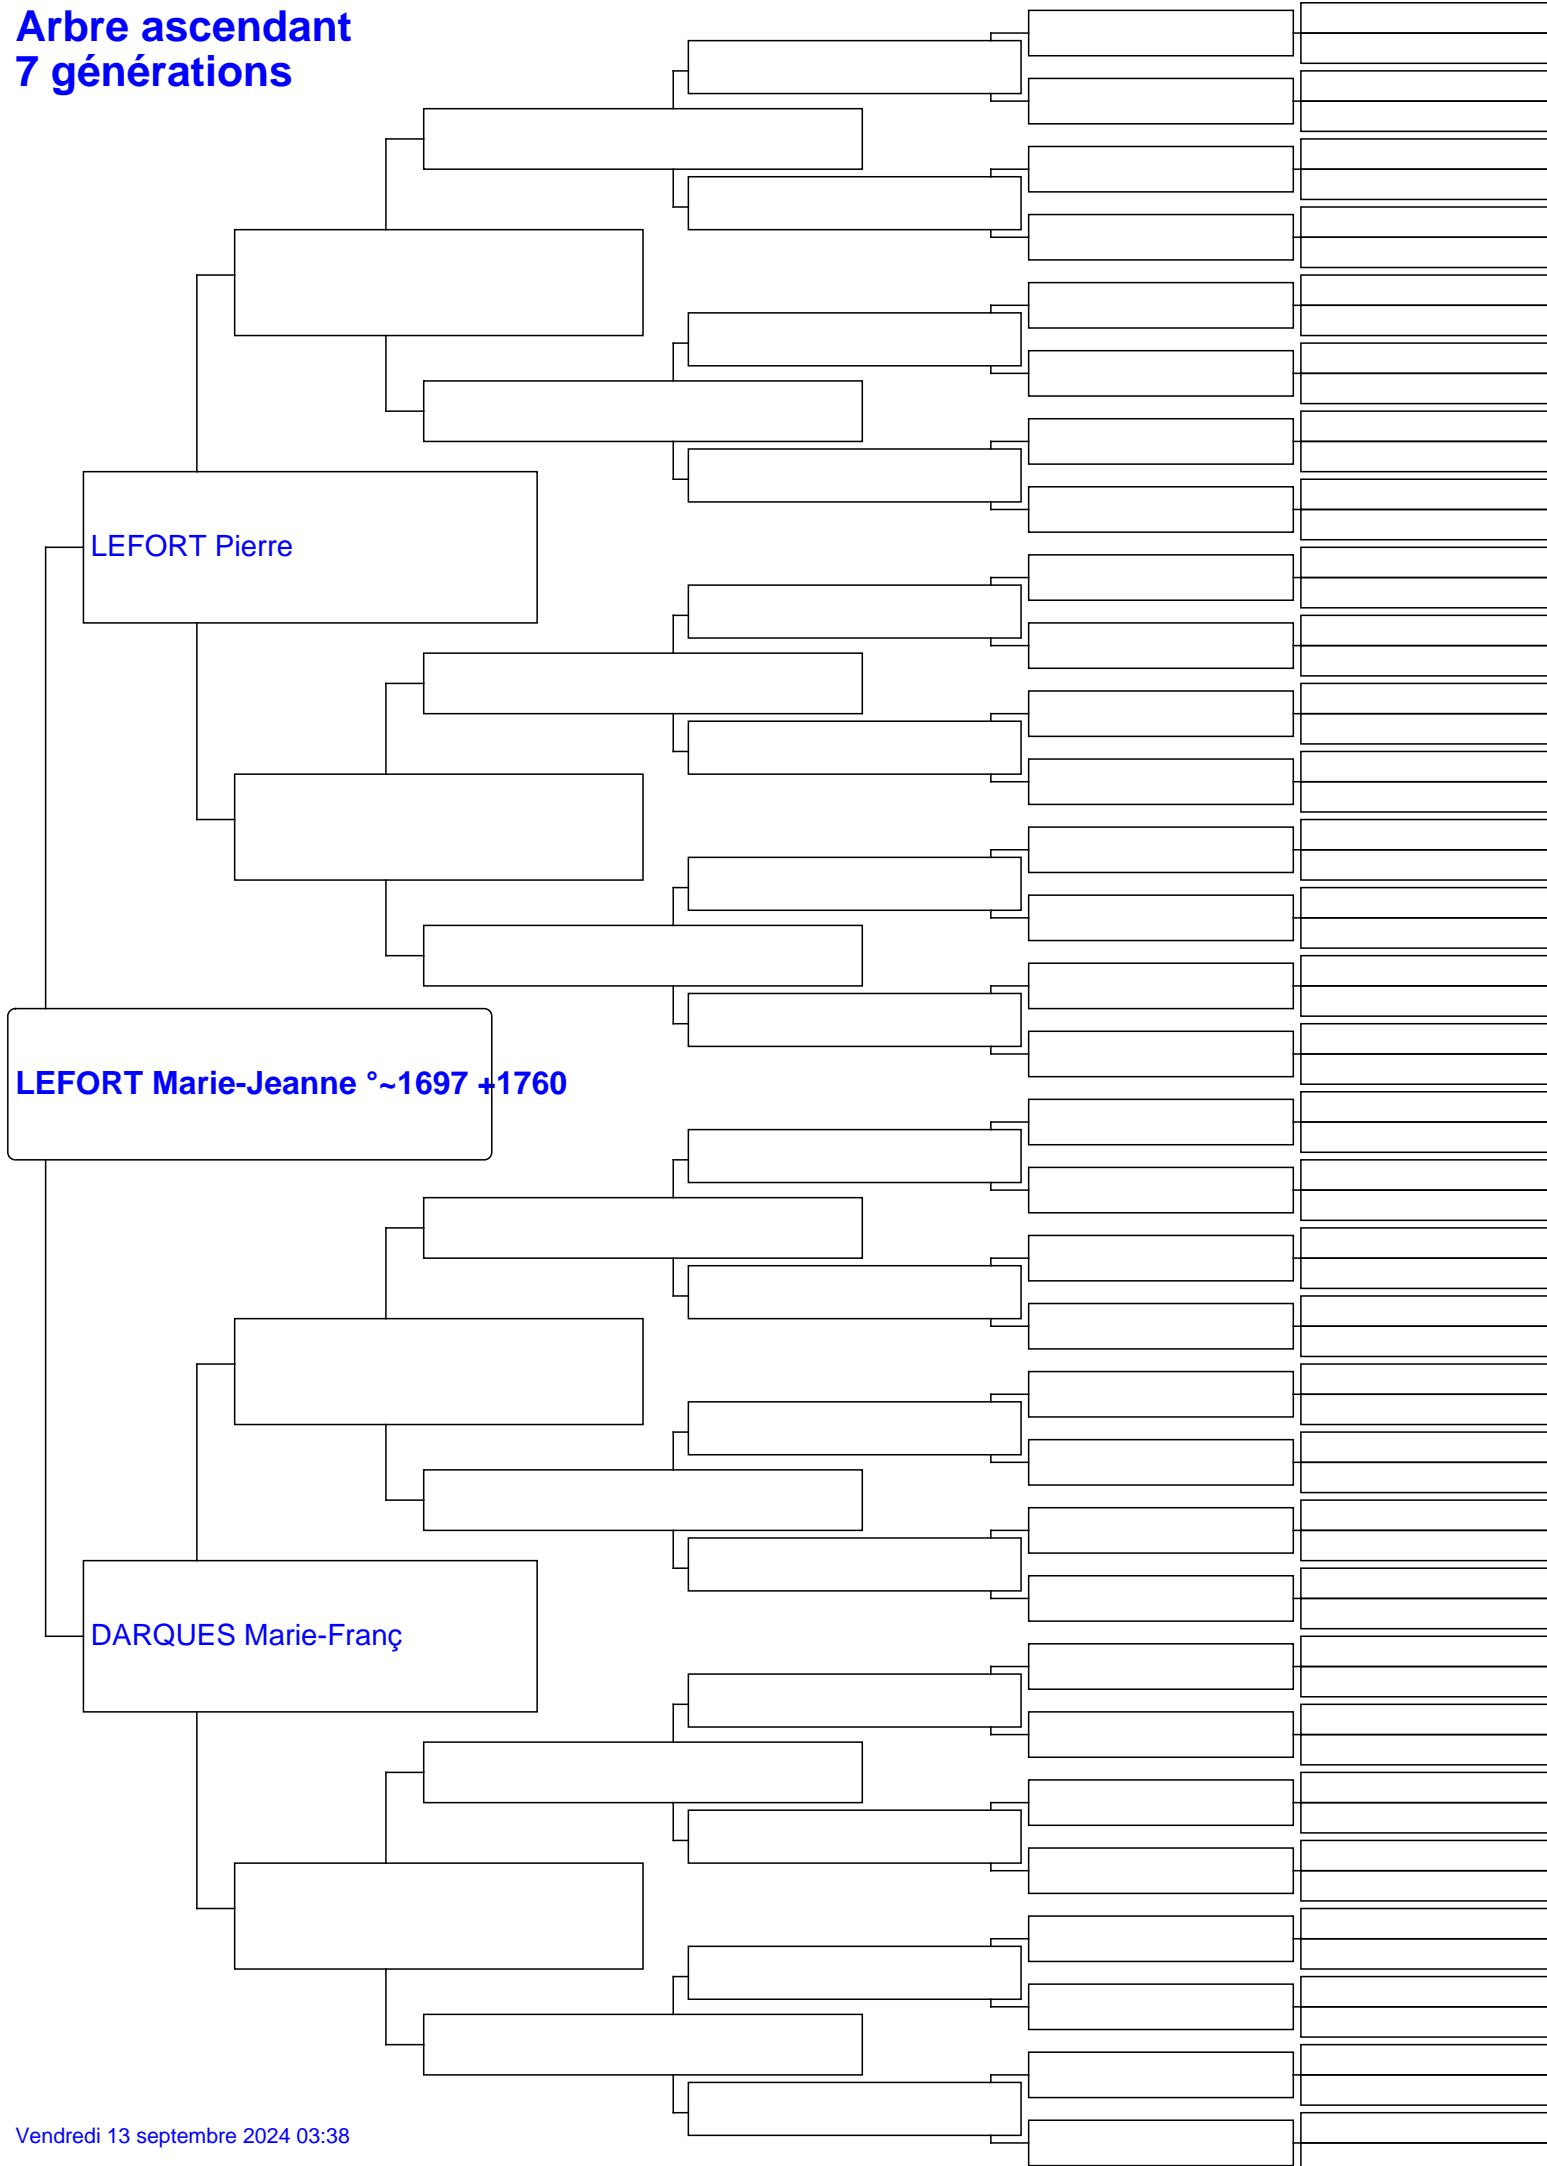 Arbre ascendant
7 générations
LEFORT Pierre
LEFORT Marie-Jeanne °~1697 +1760
DARQUES Marie-Franç
Vendredi 13 septembre 2024 03:38